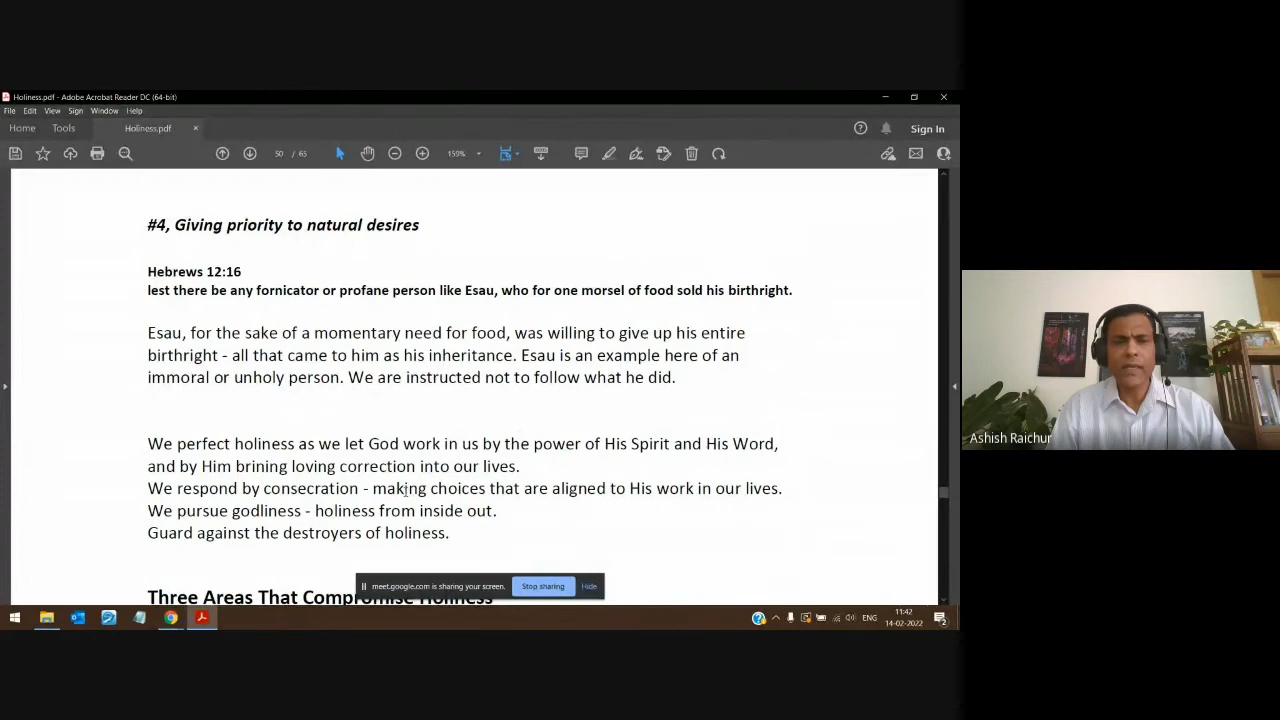 Holiness.pdf - Adobe Acrobat Reader DC (64-bit)
File Edit View Sign Window Help
Home Tools Holiness.pdf × Sign In
50 / 65 159%
#4, Giving priority to natural desires
Hebrews 12:16
lest there be any fornicator or profane person like Esau, who for one morsel of food sold his birthright.
Esau, for the sake of a momentary need for food, was willing to give up his entire
birthright - all that came to him as his inheritance. Esau is an example here of an
immoral or unholy person. We are instructed not to follow what he did.
We perfect holiness as we let God work in us by the power of His Spirit and His Word,
and by Him brining loving correction into our lives.
We respond by consecration - making choices that are aligned to His work in our lives.
We pursue godliness - holiness from inside out.
Guard against the destroyers of holiness.
Three Areas That Compromise Holiness
meet.google.com is sharing your screen. Stop sharing Hide
ENG
11:42
14-02-2022
2
Ashish Raichur